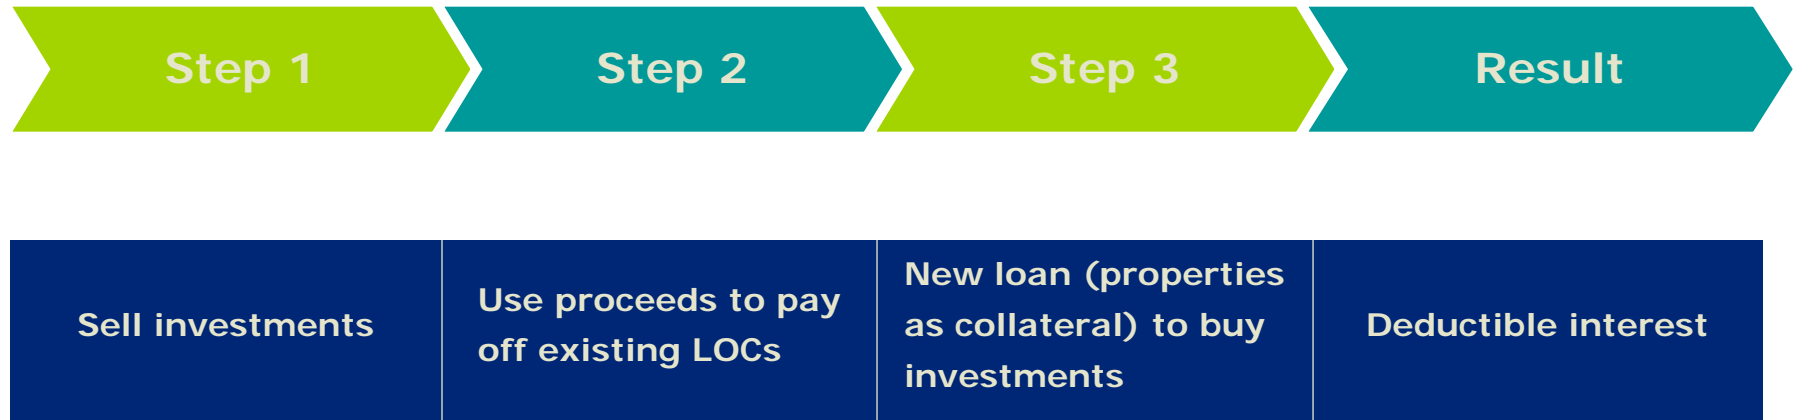 Step 1
Step 2
Step 3
Result
Sell investments
Use proceeds to pay
off existing LOCs
New loan (properties
as collateral) to buy
investments
Deductible interest